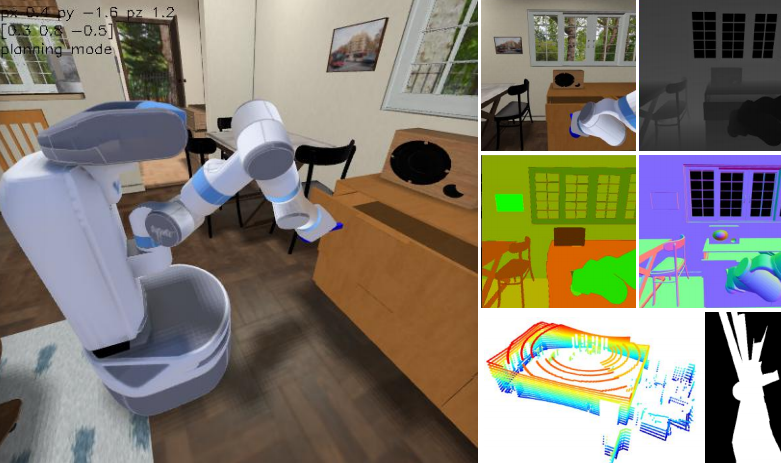 px 0.4 py -1.6 pz 1.2
[0.3 0.8 -0.5]
planning mode